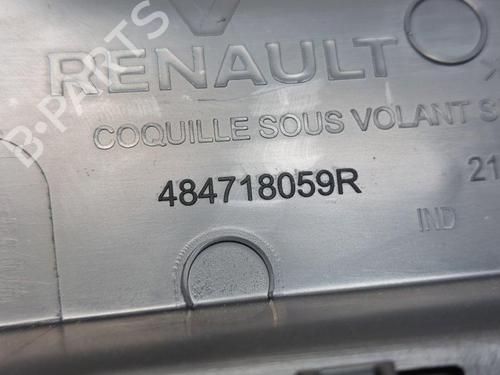 B-PARTS
RENAULT
COQUILLE SOUS VOLANT S
484718059R
21
IND